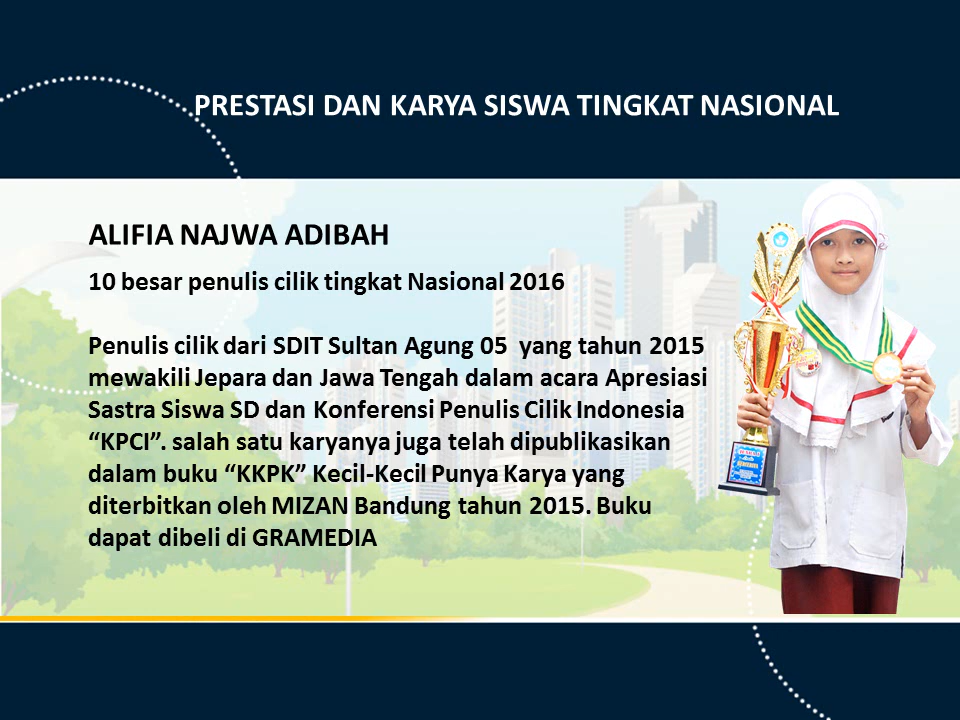 PRESTASI DAN KARYA SISWA TINGKAT NASIONAL
ALIFIA NAJWA ADIBAH
10 besar penulis cilik tingkat Nasional 2016
Penulis cilik dari SDIT Sultan Agung 05  yang tahun 2015
mewakili Jepara dan Jawa Tengah dalam acara Apresiasi
Sastra Siswa SD dan Konferensi Penulis Cilik Indonesia
“KPCI”. salah satu karyanya juga telah dipublikasikan
dalam buku “KKPK” Kecil-Kecil Punya Karya yang
diterbitkan oleh MIZAN Bandung tahun 2015. Buku
dapat dibeli di GRAMEDIA